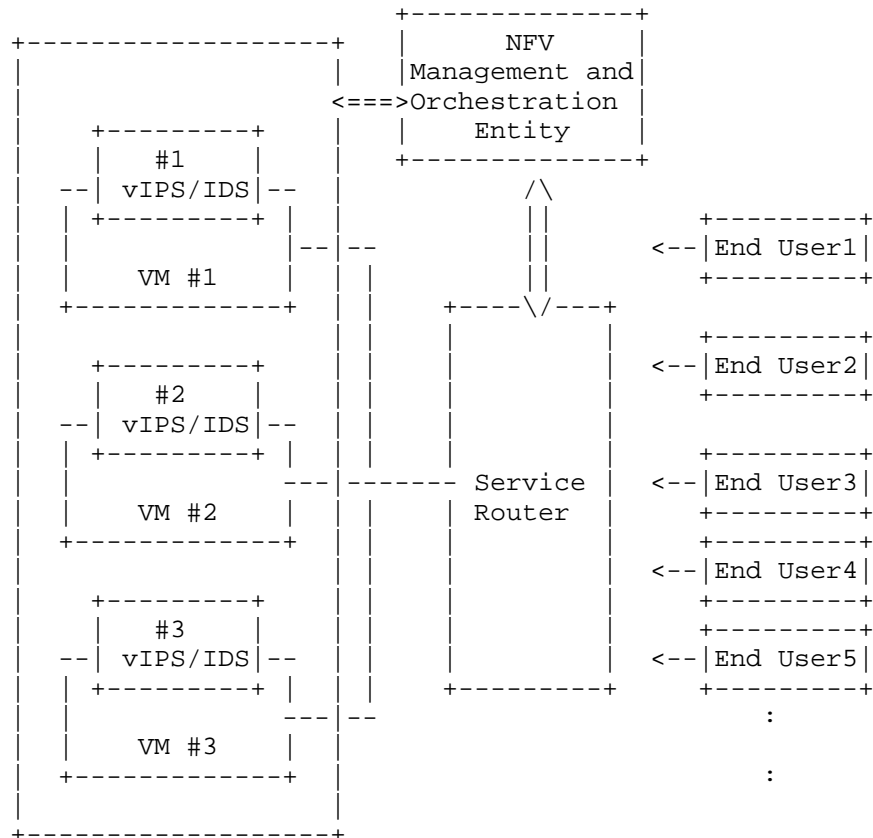 NFV
Management and
Orchestration
Entity
#1
vIPS/IDS
VM #1
End User1
End User2
#2
vIPS/IDS
VM #2
Service
Router
End User3
End User4
#3
vIPS/IDS
VM #3
End User5
:
: